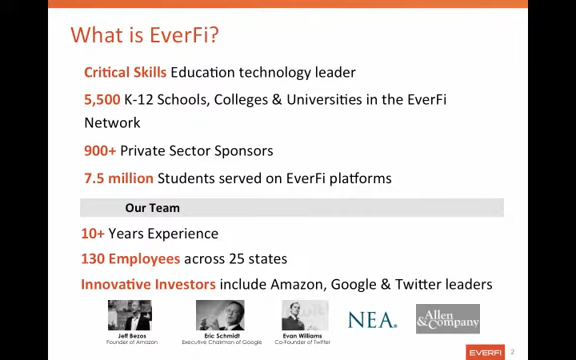 What is EverFi?
Critical Skills Education technology leader
5,500 K-12 Schools, Colleges & Universities in the EverFi
Network
900+ Private Sector Sponsors
7.5 million Students served on EverFi platforms
Our Team
10+ Years Experience
130 Employees across 25 states
Innovative Investors include Amazon, Google & Twitter leaders
NEA.
Allen
&Company
Jeff Bezos
Founder of Amazon
Eric Schmidt
Executive Chairman of Google
Evan Williams
Co-Founder of Twitter
EVERFI 2